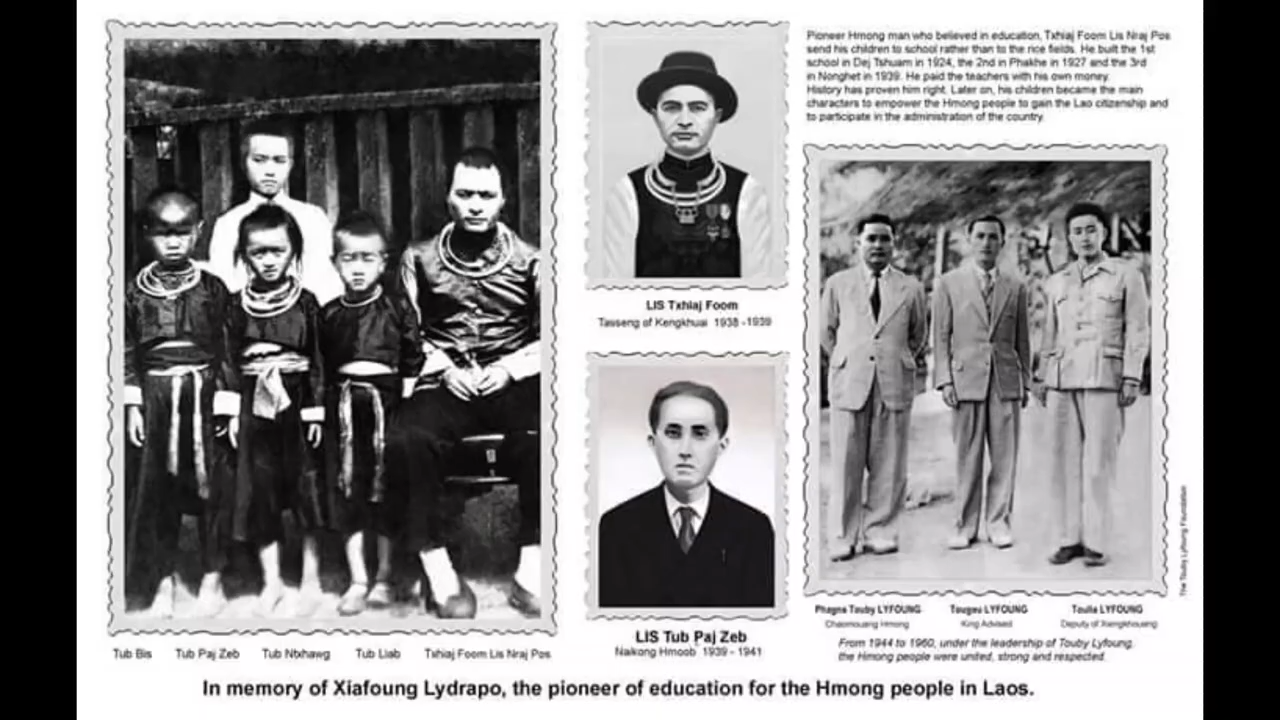 Pioneer Hmong man who believed in education, Txhiaj Foom Lis Nraj Pos
send his children to school rather than to the rice fields. He built the 1st
school in Dej Tshuam in 1924, the 2nd in Phakhe in 1927 and the 3rd
in Nonghet in 1939. He paid the teachers with his own money.
History has proven him right. Later on, his children became the main
characters to empower the Hmong people to gain the Lao citizenship and
to participate in the administration of the country.
LIS Txhiaj Foom
Tasseng of Kengkhuai 1938 -1939
LIS Tub Paj Zeb
Naikong Hmoob 1939 - 1941
Phagna Touby LYFOUNG
Chaomouang Hmong
Tougeu LYFOUNG
King Advised
Toulia LYFOUNG
Deputy of Xiengkhouang
From 1944 to 1960, under the leadership of Touby Lyfoung,
the Hmong people were united, strong and respected.
The Touby Lyfoung Foundation
Tub Bis Tub Paj Zeb Tub Ntxhawg Tub Liab Txhiaj Foom Lis Nraj Pos
In memory of Xiafoung Lydrapo, the pioneer of education for the Hmong people in Laos.